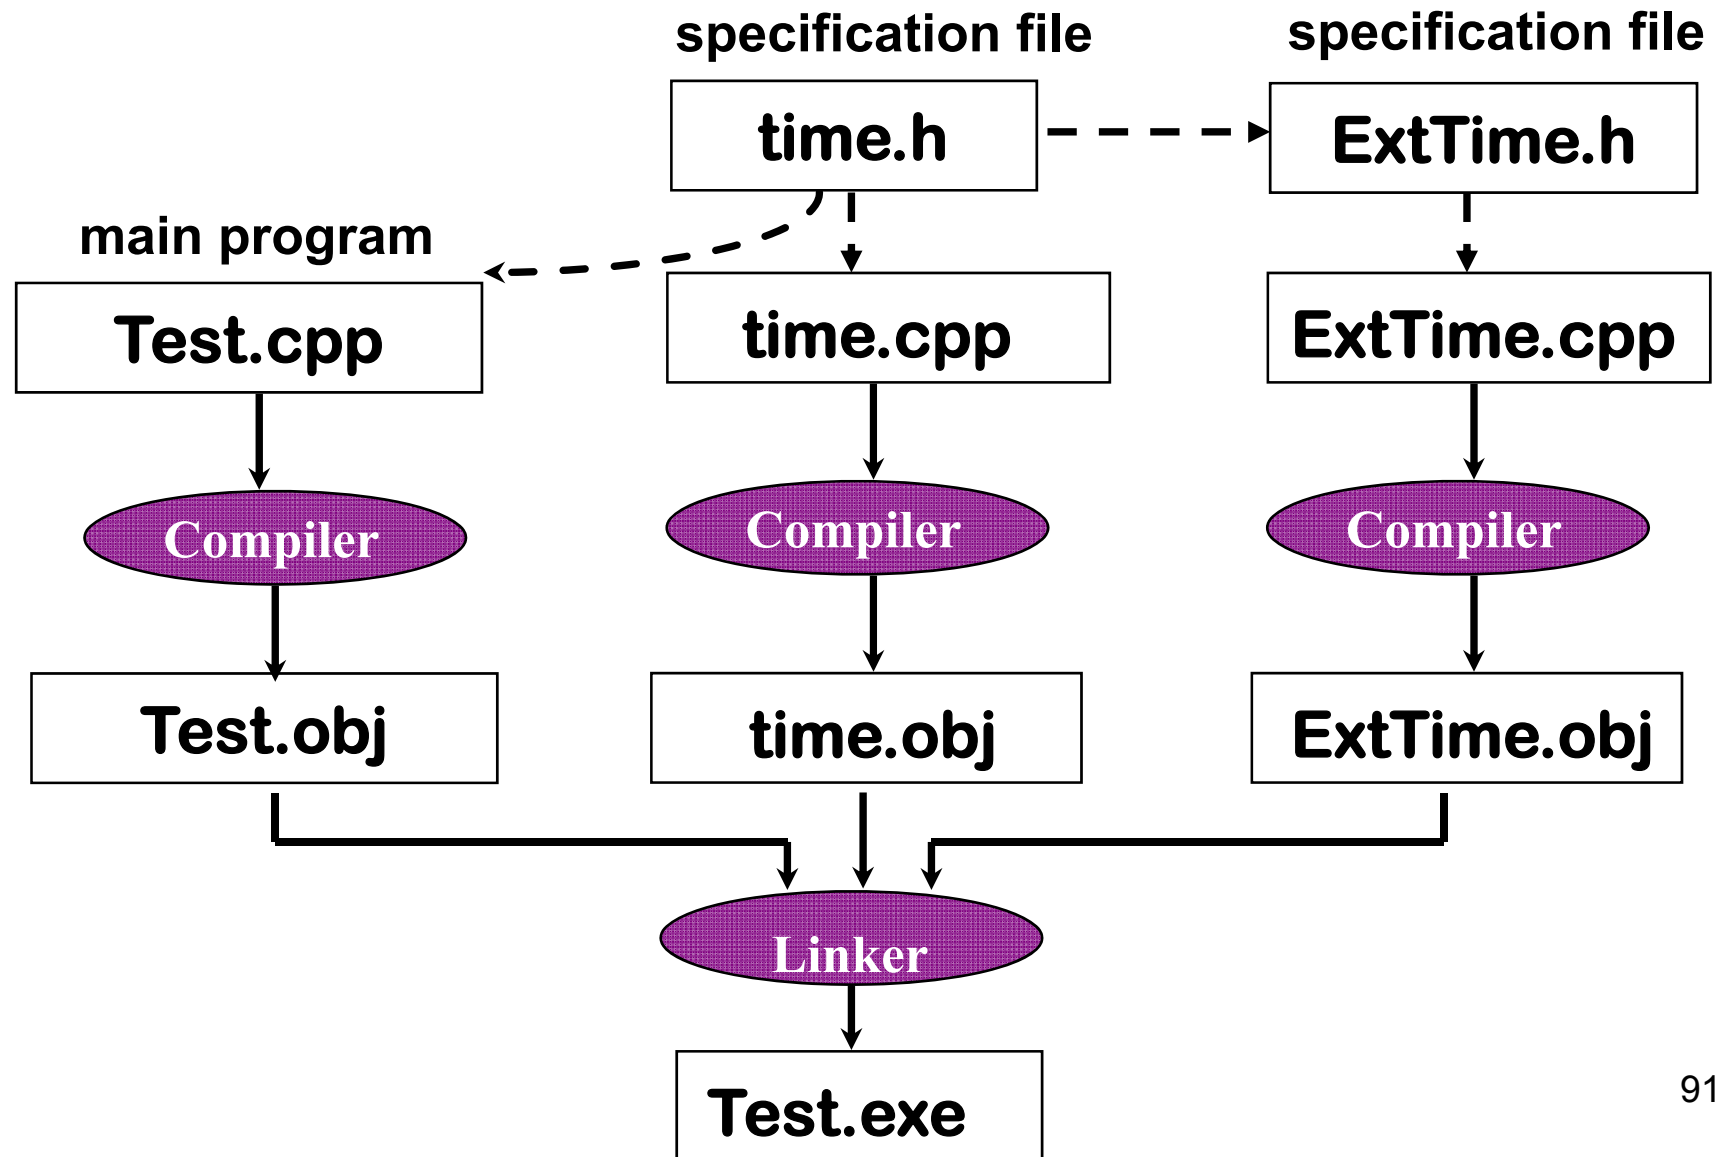 specification file
specification file
time.h
ExtTime.h
main program
Test.cpp
time.cpp
ExtTime.cpp
Compiler
Compiler
Compiler
Test.obj
time.obj
ExtTime.obj
Linker
Test.exe
91